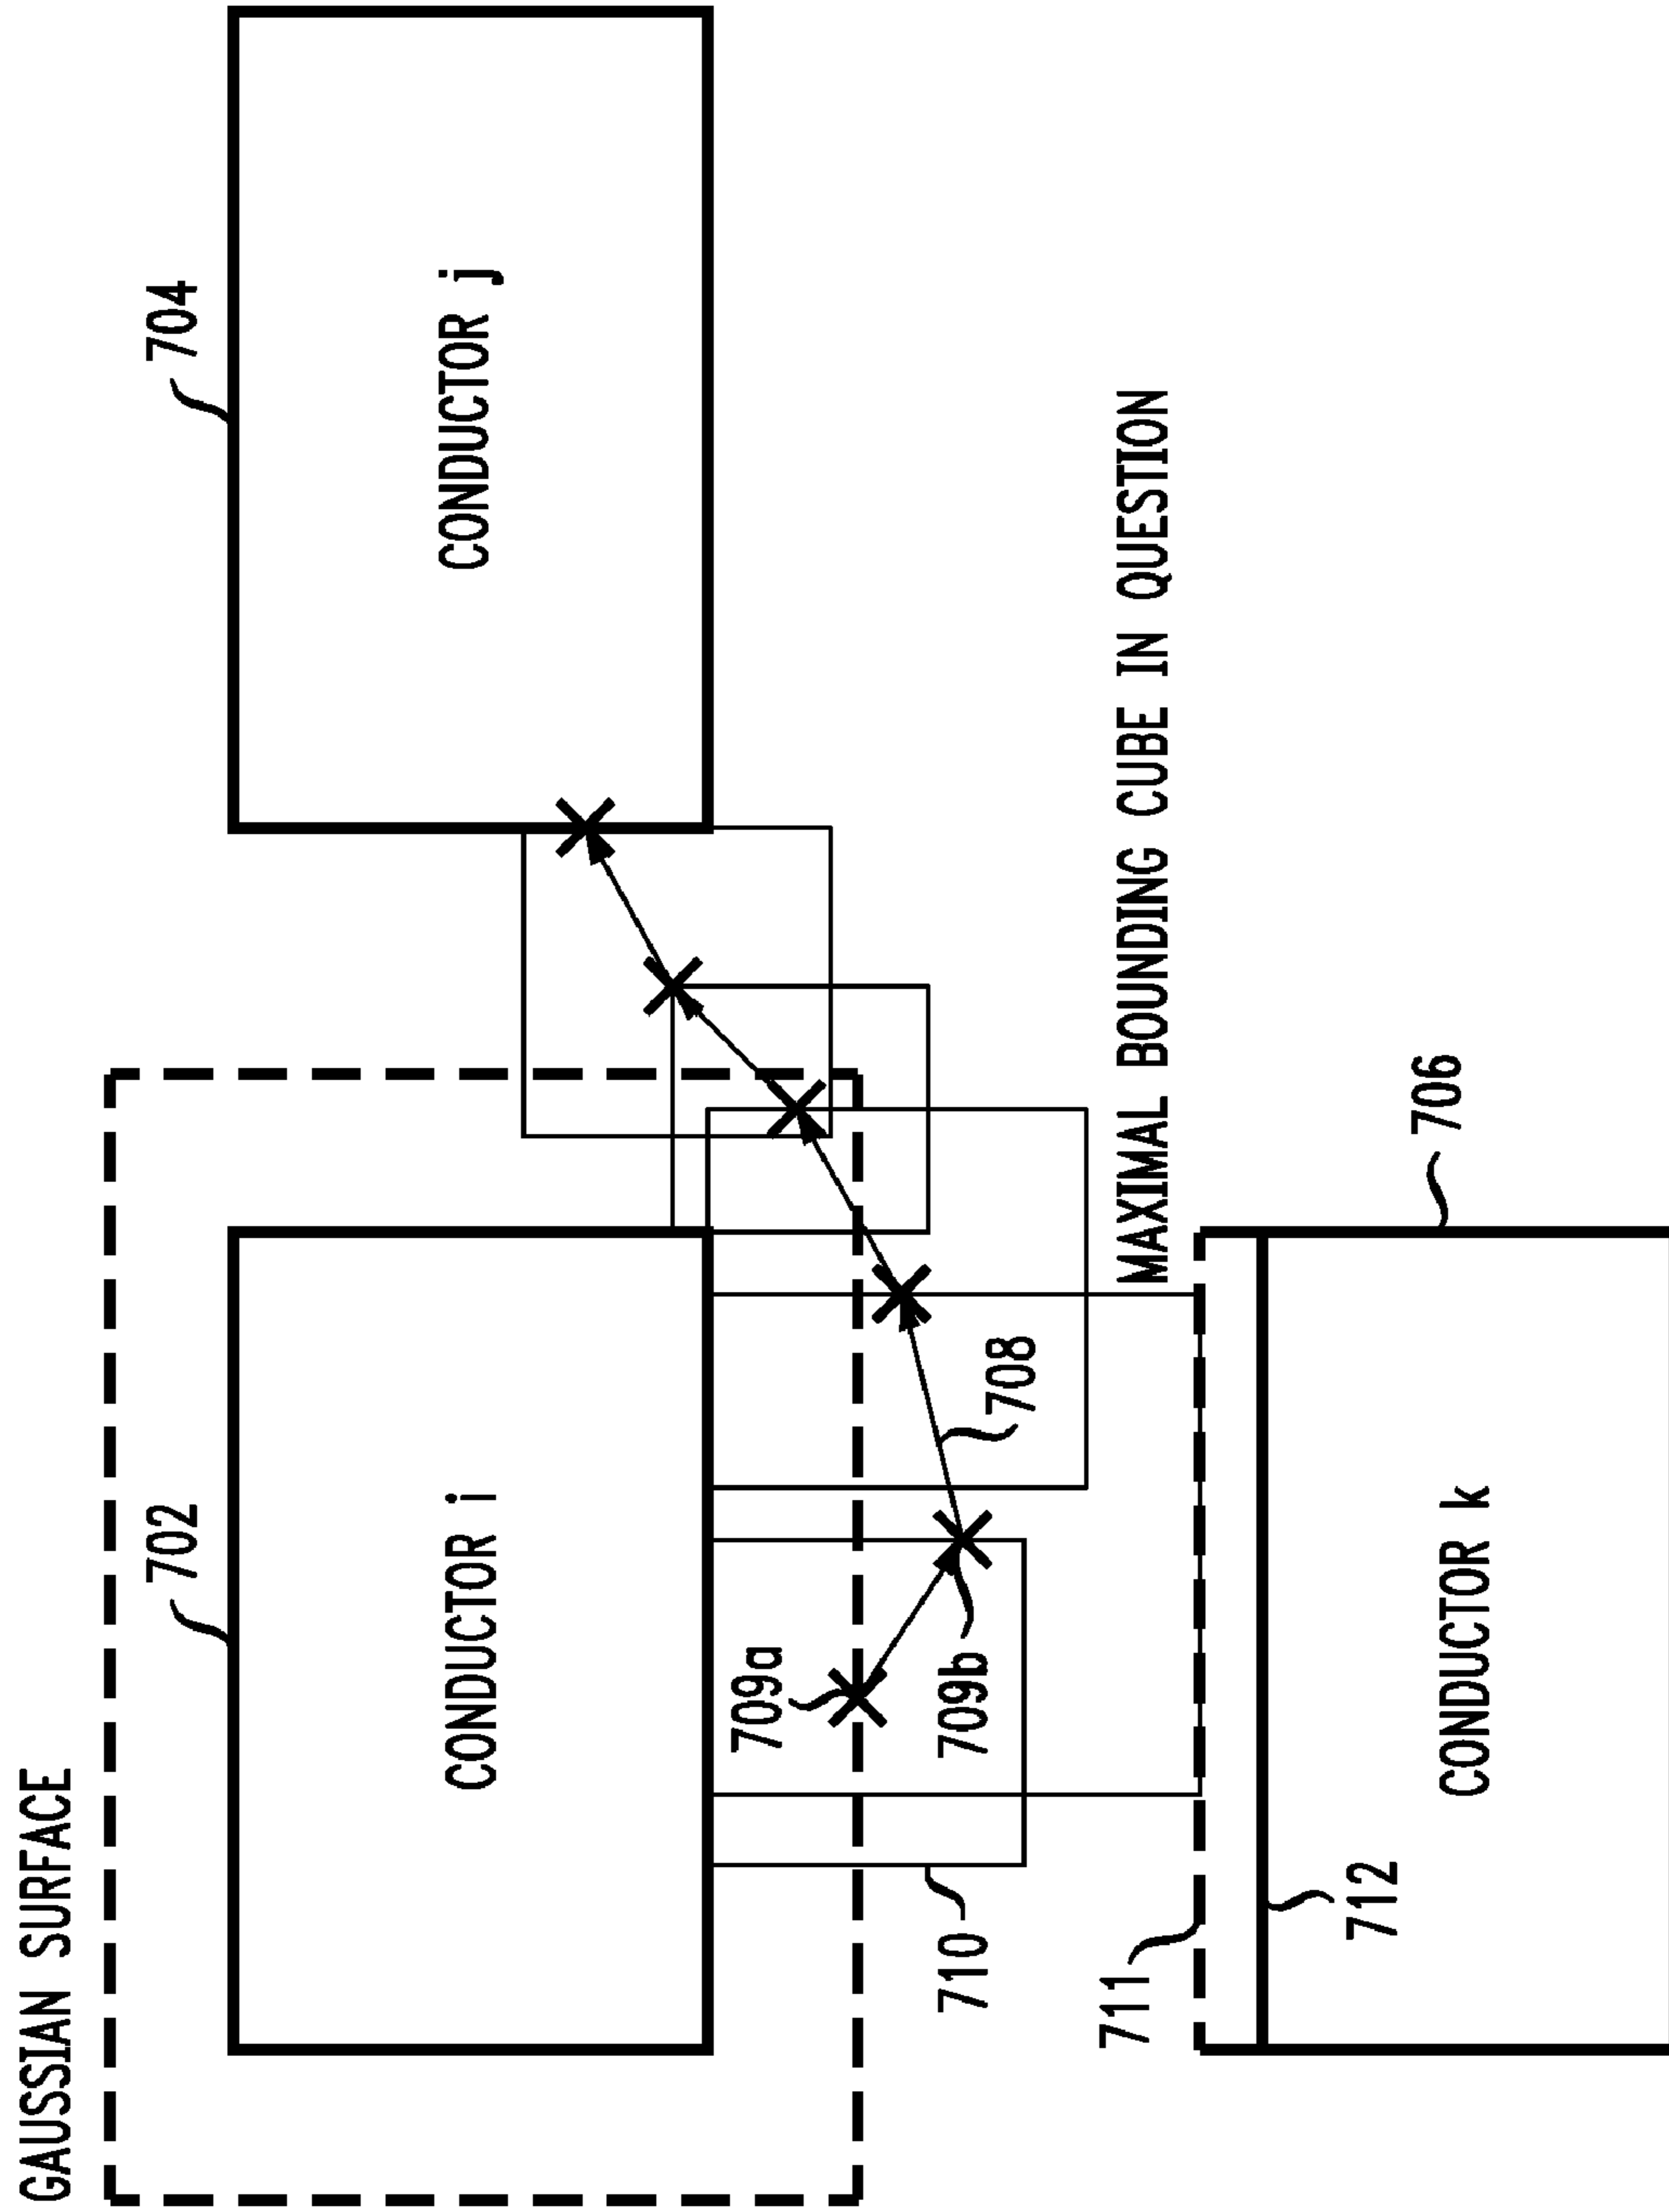 GAUSSIAN SURFACE
702
704
CONDUCTOR i
CONDUCTOR j
709a
709b
708
710
MAXIMAL BOUNDING CUBE IN QUESTION
711
712
706
CONDUCTOR k